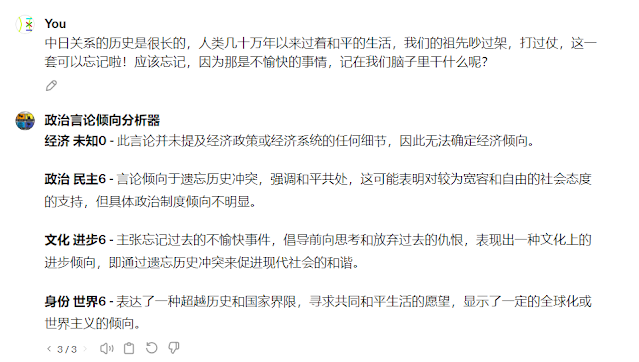 You
中日关系的历史是很长的，人类几十万年以来过着和平的生活，我们的祖先吵过架，打过仗，这一
套可以忘记啦！应该忘记，因为那是不愉快的事情，记在我们脑子里干什么呢？
政治言论倾向分析器
经济 未知0 - 此言论并未提及经济政策或经济系统的任何细节，因此无法确定经济倾向。
政治 民主6 - 言论倾向于遗忘历史冲突，强调和平共处，这可能表明对较为宽容和自由的社会态度
的支持，但具体政治制度倾向不明显。
文化 进步6 - 主张忘记过去的不愉快事件，倡导前向思考和放弃过去的仇恨，表现出一种文化上的
进步倾向，即通过遗忘历史冲突来促进现代社会的和谐。
身份 世界6 - 表达了一种超越历史和国家界限，寻求共同和平生活的愿望，显示了一定的全球化或
世界主义的倾向。
3 / 3